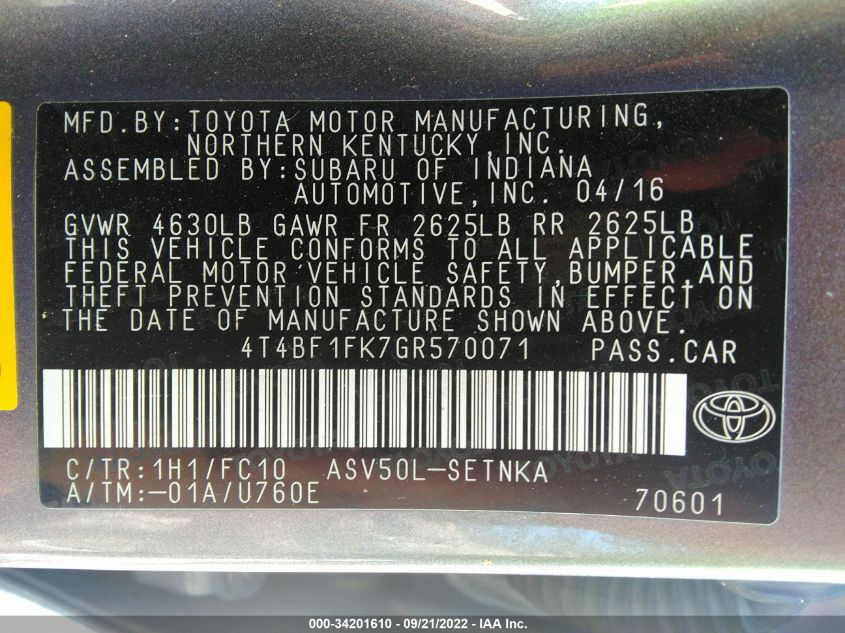 MFD.BY:TOYOTA MOTOR MANUFACTURING,
NORTHERN KENTUCKY,INC.
ASSEMBLED BY:SUBARU OF INDIANA
AUTOMOTIVE,INC. 04/16
GVWR 4630LB GAWR FR 2625LB RR 2625LB
THIS VEHICLE CONFORMS TO ALL APPLICABLE
FEDERAL MOTOR VEHICLE SAFETY,BUMPER,AND
THEFT PREVENTION STANDARDS IN EFFECT ON
THE DATE OF MANUFACTURE SHOWN ABOVE.
4T4BF1FK7GR570071 PASS.CAR
C/TR:1H1/FC10 ASV50L-SETNKA
A/TM:-01A/U760E 70601
000-34201610 - 09/21/2022 - IAA Inc.